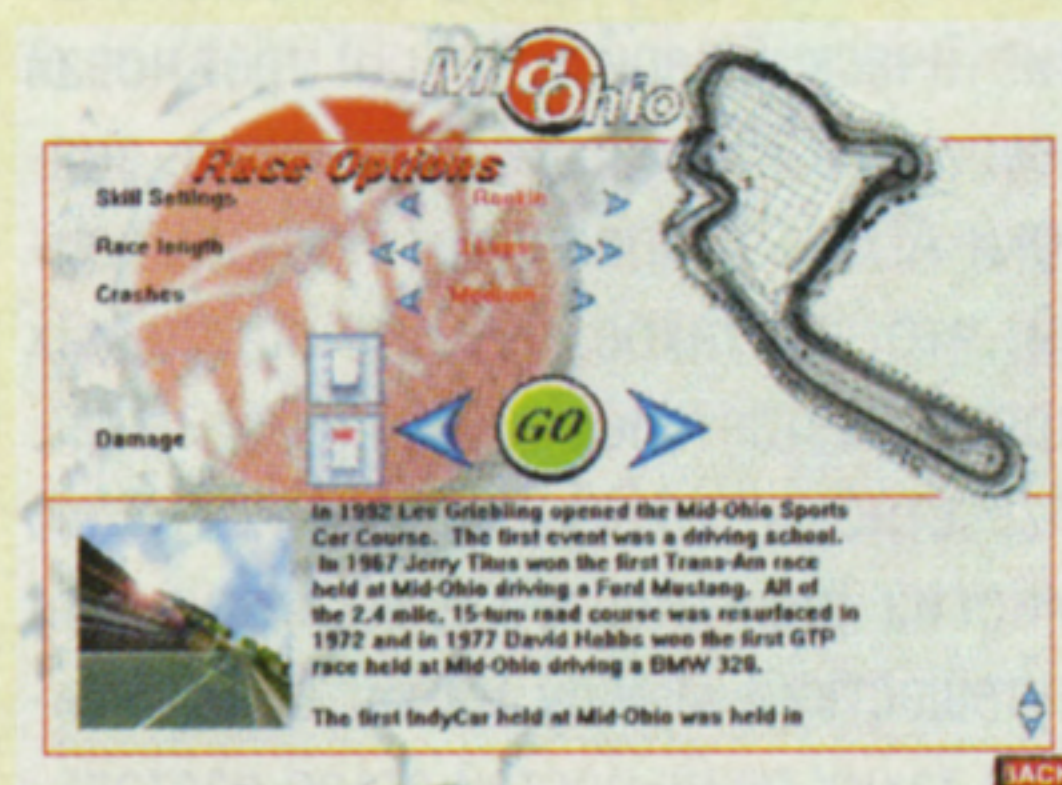 Mid Ohio
Race Options
Skill Settings
Rookie
Race length
Crashes
Medium
Damage
GO
In 1992 Les Griebling opened the Mid-Ohio Sports
Car Course. The first event was a driving school.
In 1967 Jerry Titus won the first Trans-Am race
held at Mid-Ohio driving a Ford Mustang. All of
the 2.4 mile, 15-turn road course was resurfaced in
1972 and in 1977 David Hobbs won the first GTP
race held at Mid-Ohio driving a BMW 320.
The first IndyCar held at Mid-Ohio was held in
BACK